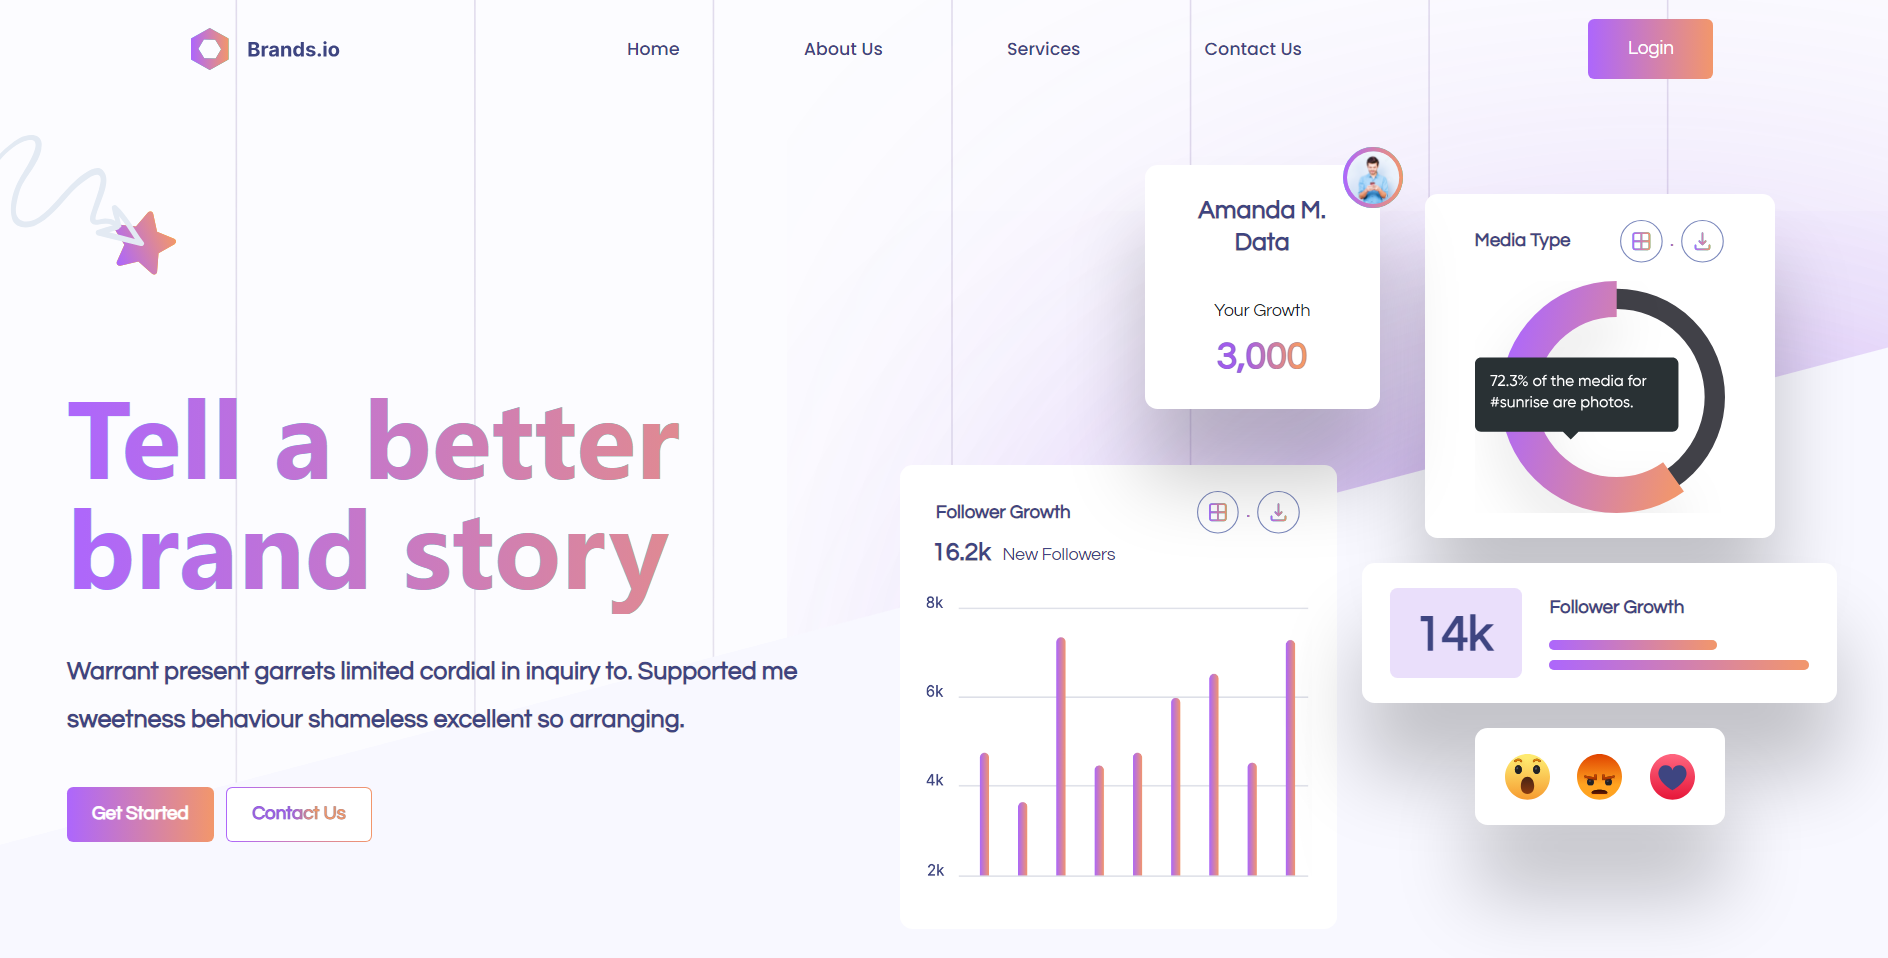 Brands.io
Home
About Us
Services
Contact Us
Login
Tell a better
brand story
Warrant present garrets limited cordial in inquiry to. Supported me
sweetness behaviour shameless excellent so arranging.
Get Started
Contact Us
Amanda M.
Data
Your Growth
3,000
Media Type
72.3% of the media for
#sunrise are photos.
Follower Growth
16.2k New Followers
8k
6k
4k
2k
14k
Follower Growth